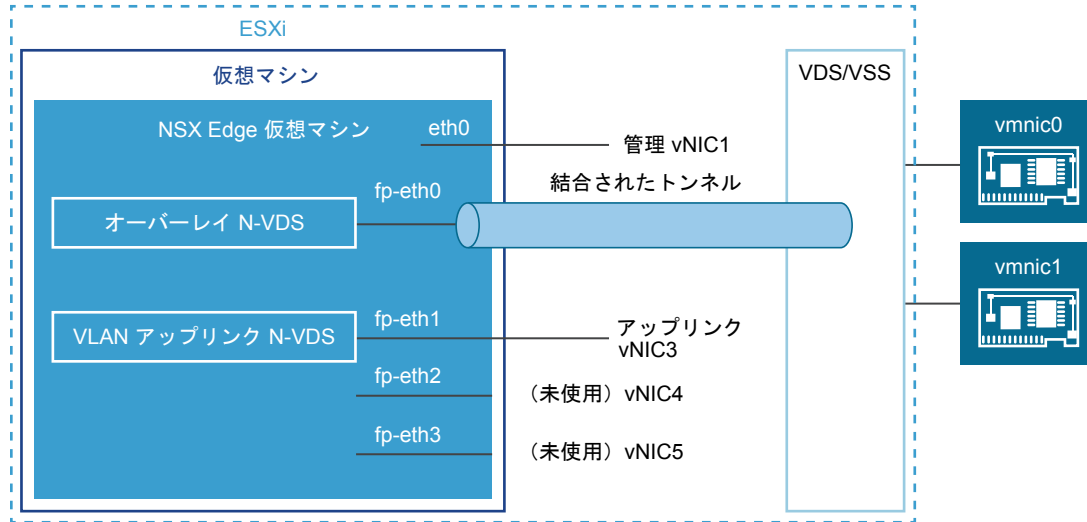 ESXi
仮想マシン
VDS/VSS
NSX Edge 仮想マシン
eth0
管理 vNIC1
vmnic0
fp-eth0
結合されたトンネル
オーバーレイ N-VDS
vmnic1
fp-eth1
VLAN アップリンク N-VDS
アップリンク
vNIC3
fp-eth2
（未使用）vNIC4
fp-eth3
（未使用）vNIC5